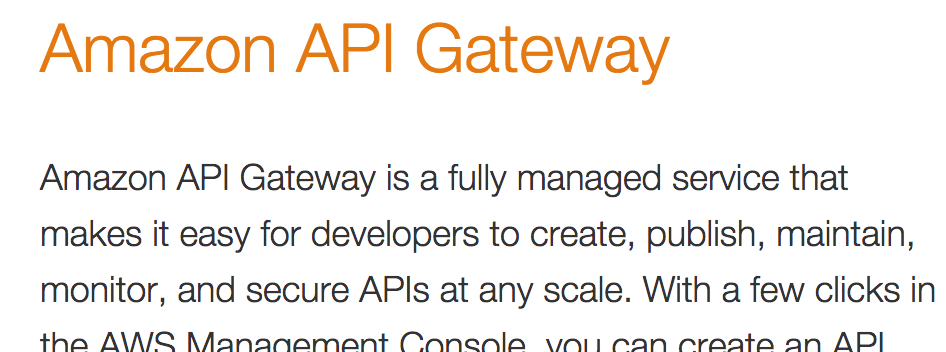 Amazon API Gateway
Amazon API Gateway is a fully managed service that
makes it easy for developers to create, publish, maintain,
monitor, and secure APIs at any scale. With a few clicks in
the AWS Management Console, you can create an API